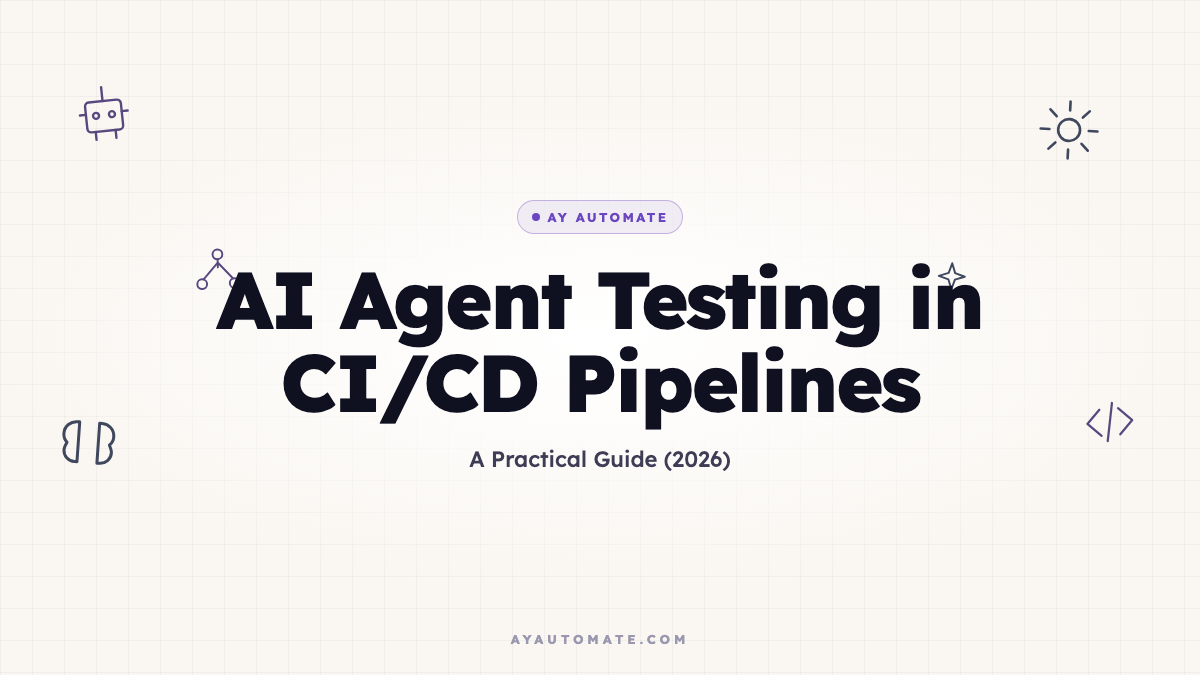 AY AUTOMATE
AI Agent Testing in
CI/CD Pipelines
A Practical Guide (2026)
AYAUTOMATE.COM